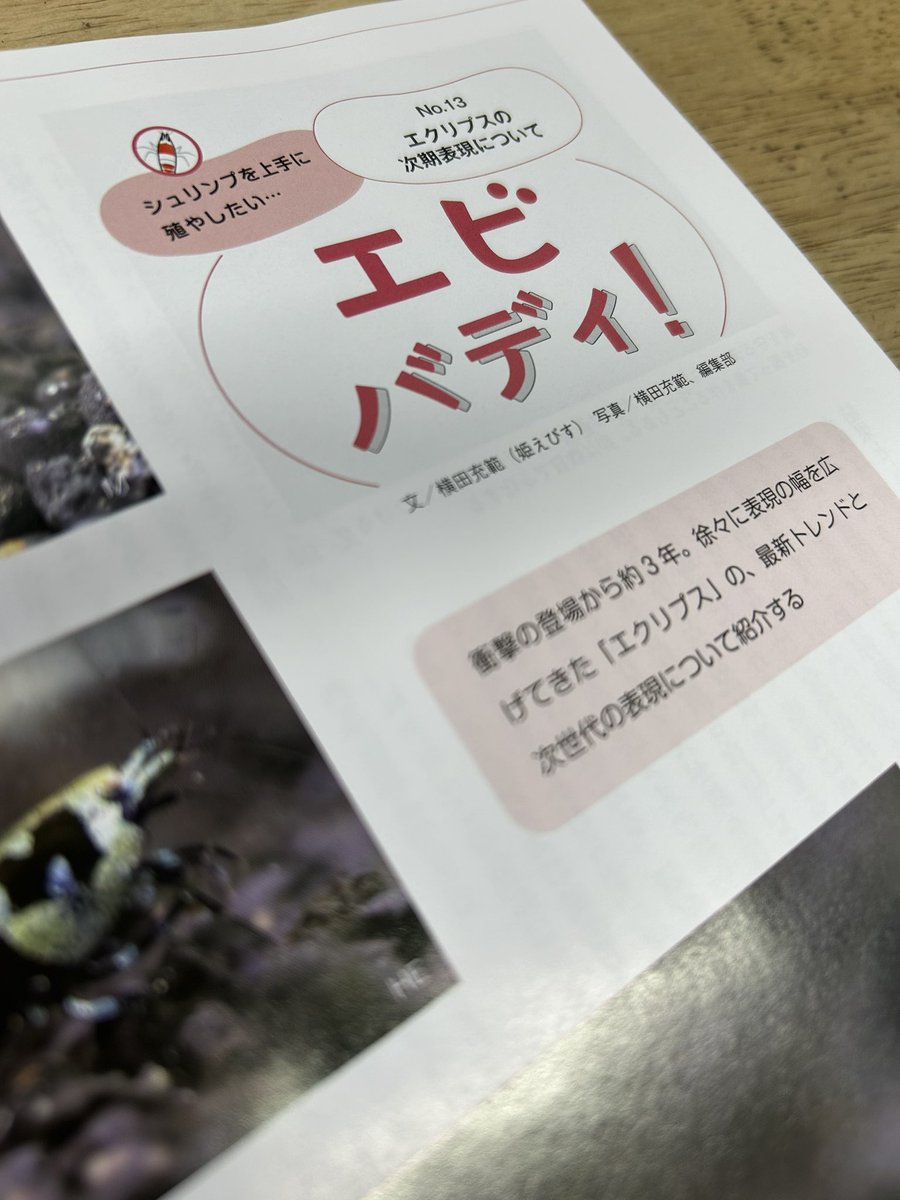 シュリンプを上手に
殖やしたい…
No.13
エクリプスの
次期表現について
エビ
バディ!
文／横田充範（姫えびす） 写真／横田充範、編集部
衝撃の登場から約3年。徐々に表現の幅を広
げてきた「エクリプス」の、最新トレンドと
次世代の表現について紹介する
HE